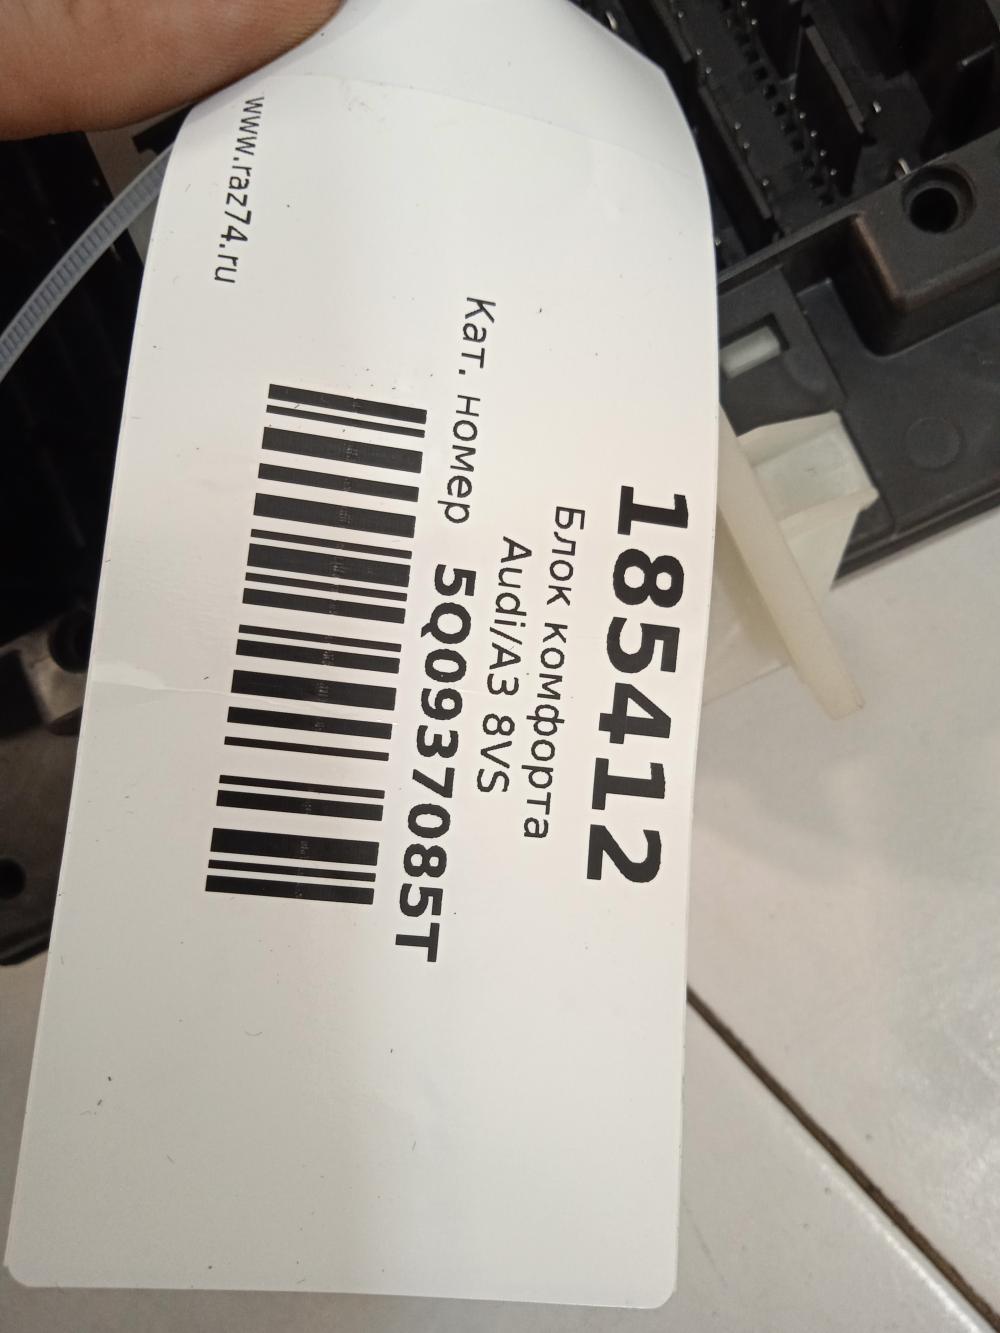 185412
Блок комфорта
Audi/A3 8VS
Кат. номер 5Q0937085T
www.raz74.ru